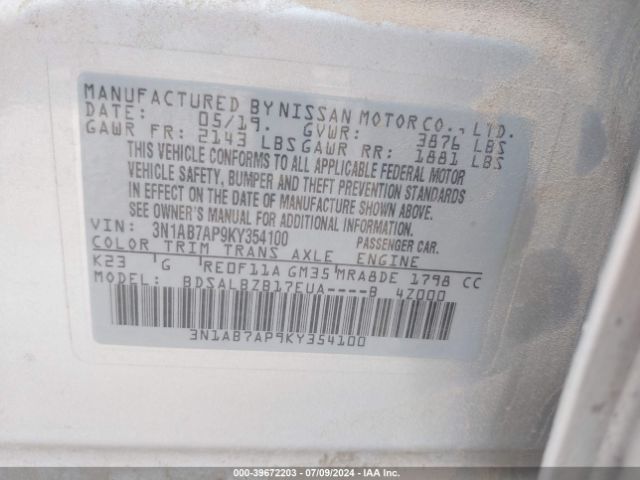 MANUFACTURED BY NISSAN MOTOR CO., LTD.
DATE: 05/19. GVWR: 3876 LBS
GAWR FR: 2143 LBS GAWR RR: 1881 LBS
THIS VEHICLE CONFORMS TO ALL APPLICABLE FEDERAL MOTOR
VEHICLE SAFETY, BUMPER AND THEFT PREVENTION STANDARDS
IN EFFECT ON THE DATE OF MANUFACTURE SHOWN ABOVE.
SEE OWNER'S MANUAL FOR ADDITIONAL INFORMATION.
VIN: 3N1AB7AP9KY354100 PASSENGER CAR.
COLOR TRIM TRANS AXLE ENGINE
K23 G RE0F11A GM35 MRA8DE 1798 CC
MODEL: BDSALBZB17EUA----B 4Z000
3N1AB7AP9KY354100
000-39672203 - 07/09/2024 - IAA Inc.